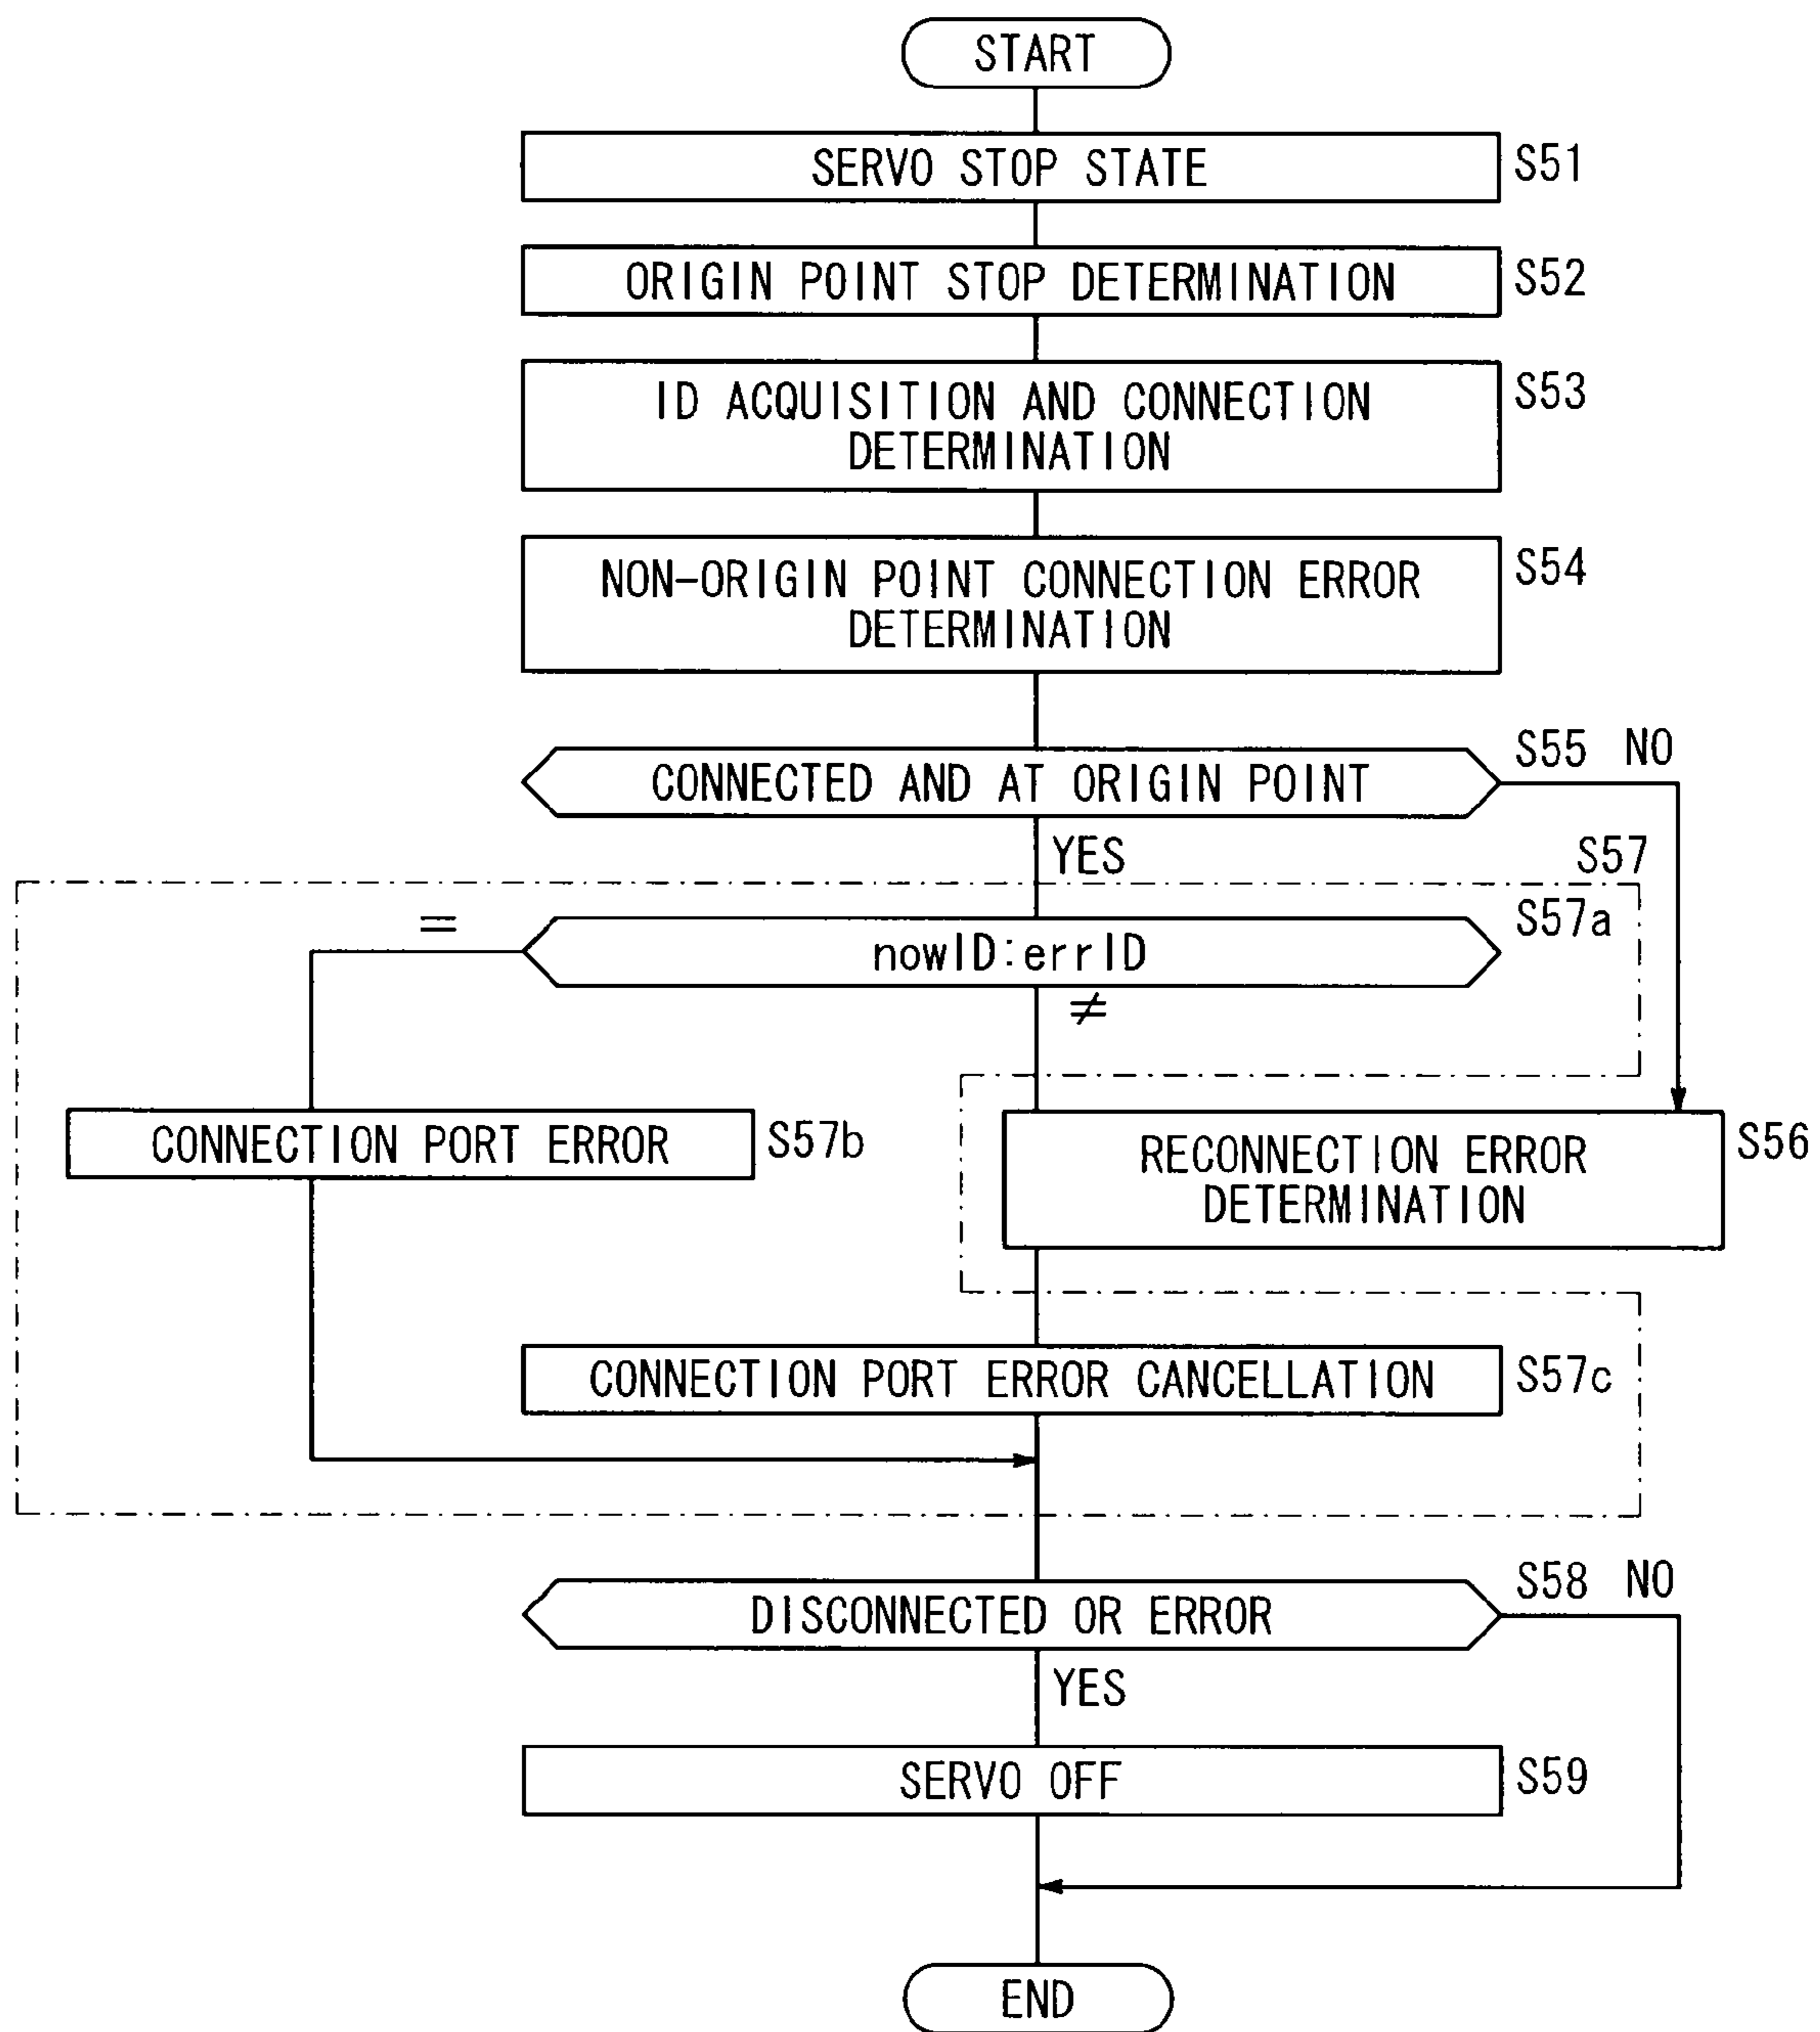 START
SERVO STOP STATE
S51
ORIGIN POINT STOP DETERMINATION
S52
ID ACQUISITION AND CONNECTION
DETERMINATION
S53
NON-ORIGIN POINT CONNECTION ERROR
DETERMINATION
S54
CONNECTED AND AT ORIGIN POINT
S55 NO
YES
S57
=
nowID:errID
S57a
≠
CONNECTION PORT ERROR
S57b
RECONNECTION ERROR
DETERMINATION
S56
CONNECTION PORT ERROR CANCELLATION
S57c
DISCONNECTED OR ERROR
S58 NO
YES
SERVO OFF
S59
END